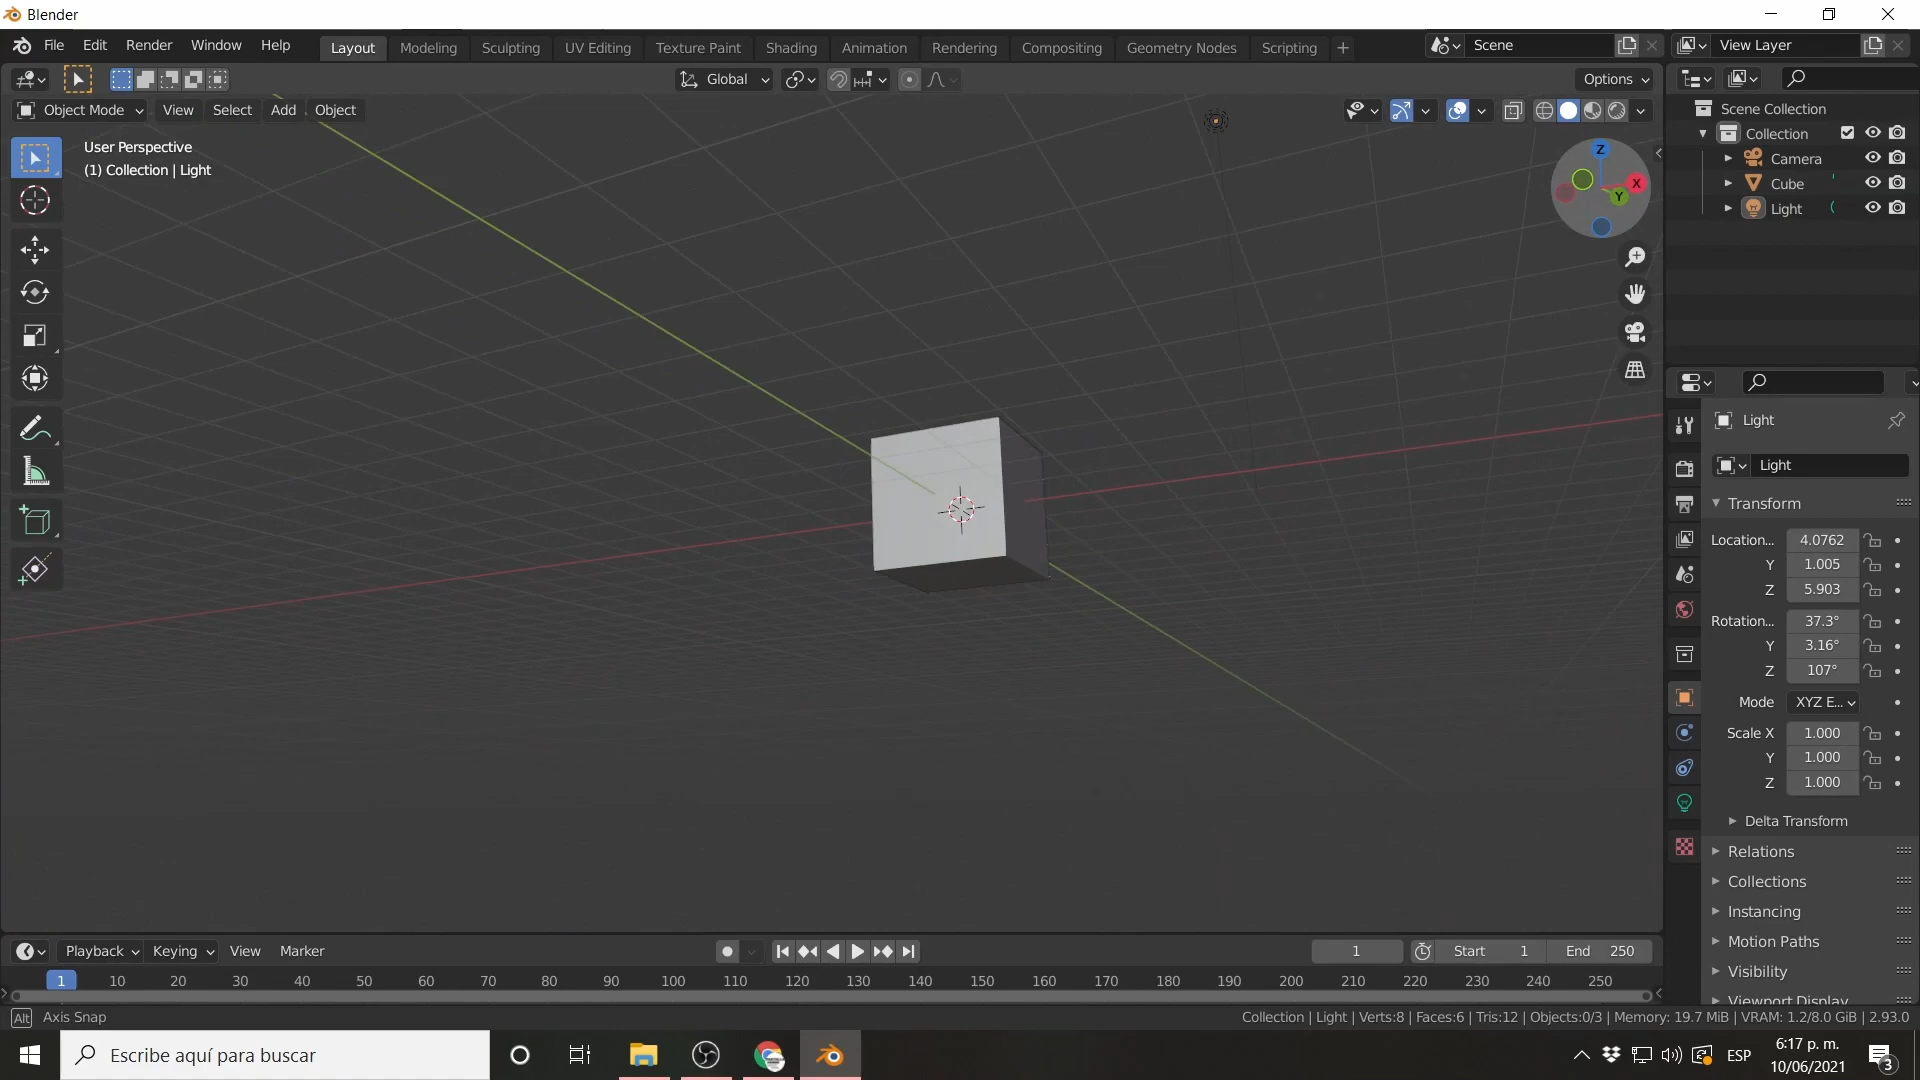 Blender
File Edit Render Window Help Layout Modeling Sculpting UV Editing Texture Paint Shading Animation Rendering Compositing Geometry Nodes Scripting + Scene View Layer
Global Options
Object Mode View Select Add Object
User Perspective
(1) Collection | Light
Z
X
Y
Scene Collection
Collection
Camera
Cube
Light
Light
Light
Transform
Location... 4.0762
Y 1.005
Z 5.903
Rotation... 37.3°
Y 3.16°
Z 107°
Mode XYZ E...
Scale X 1.000
Y 1.000
Z 1.000
Delta Transform
Relations
Collections
Instancing
Motion Paths
Visibility
Viewport Display
Playback Keying View Marker 1 Start 1 End 250
1 10 20 30 40 50 60 70 80 90 100 110 120 130 140 150 160 170 180 190 200 210 220 230 240 250
Alt Axis Snap Collection | Light | Verts:8 | Faces:6 | Tris:12 | Objects:0/3 | Memory: 19.7 MiB | VRAM: 1.2/8.0 GiB | 2.93.0
Escribe aquí para buscar ESP 6:17 p. m.
10/06/2021 3